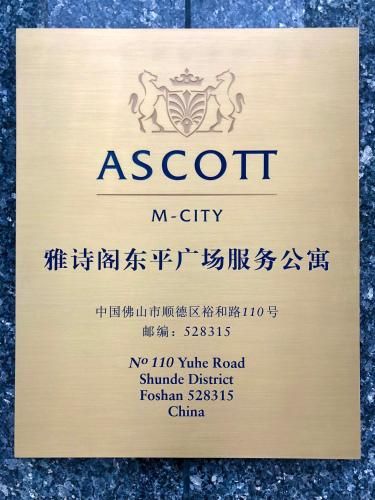 ASCOTT
M-CITY
雅诗阁东平广场服务公寓
中国佛山市顺德区裕和路110号
邮编：528315
Nº 110 Yuhe Road
Shunde District
Foshan 528315
China